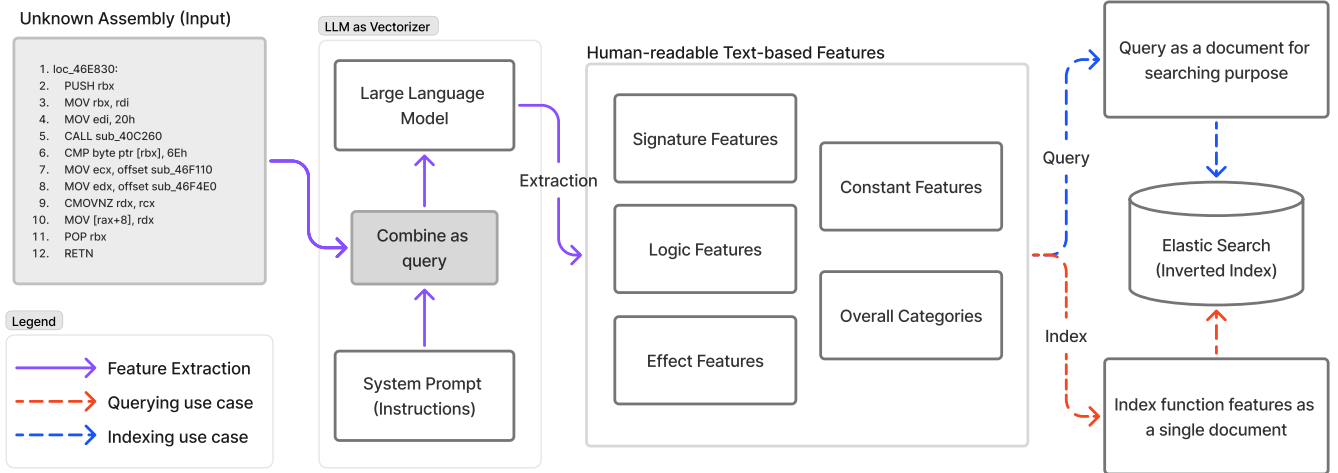 Unknown Assembly (Input)
1. loc_46E830:
2. PUSH rbx
3. MOV rbx, rdi
4. MOV edi, 20h
5. CALL sub_40C260
6. CMP byte ptr [rbx], 6Eh
7. MOV ecx, offset sub_46F110
8. MOV edx, offset sub_46F4E0
9. CMOVNZ rdx, rcx
10. MOV [rax+8], rdx
11. POP rbx
12. RETN
Legend
Feature Extraction
Querying use case
Indexing use case
LLM as Vectorizer
Large Language
Model
Combine as
query
System Prompt
(Instructions)
Extraction
Human-readable Text-based Features
Signature Features
Logic Features
Effect Features
Constant Features
Overall Categories
Query
Index
Query as a document for
searching purpose
Elastic Search
(Inverted Index)
Index function features as
a single document